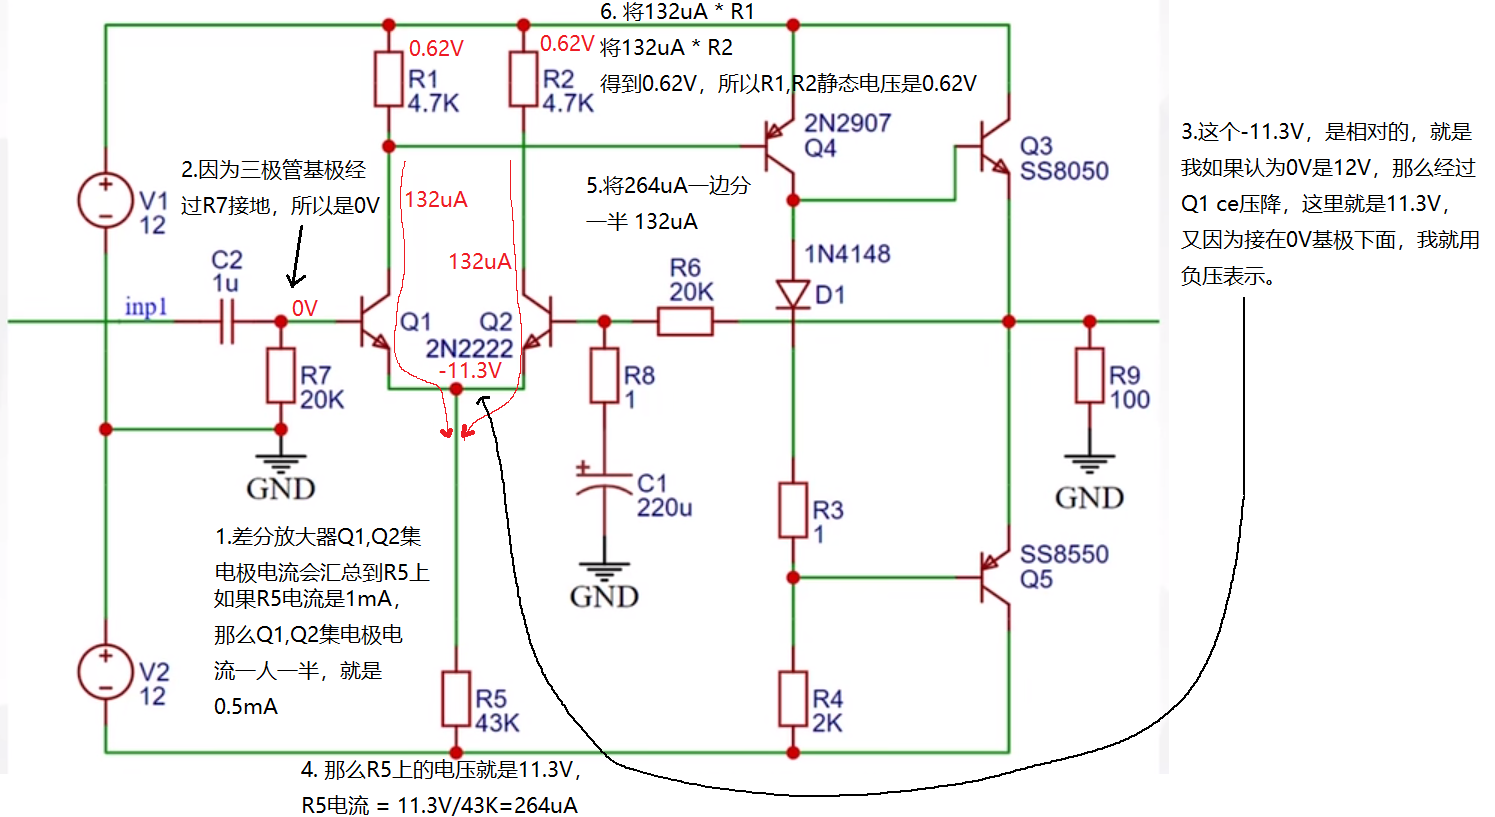 6. 将132uA * R1
将132uA * R2
得到0.62V，所以R1,R2静态电压是0.62V
0.62V
0.62V
R1
4.7K
R2
4.7K
2N2907
Q4
Q3
SS8050
3.这个-11.3V，是相对的，就是
我如果认为0V是12V，那么经过
Q1 ce压降，这里就是11.3V，
又因为接在0V基极下面，我就用
负压表示。
2.因为三极管基极经
过R7接地，所以是0V
V1
12
132uA
5.将264uA一边分
一半 132uA
132uA
C2
1u
inp1
0V
Q1
Q2
2N2222
-11.3V
R6
20K
1N4148
D1
R7
20K
R8
1
R9
100
GND
GND
C1
220u
R3
1
1.差分放大器Q1,Q2集
电极电流会汇总到R5上
如果R5电流是1mA，
那么Q1,Q2集电极电
流一人一半，就是
0.5mA
GND
SS8550
Q5
V2
12
R5
43K
R4
2K
4. 那么R5上的电压就是11.3V，
R5电流 = 11.3V/43K=264uA